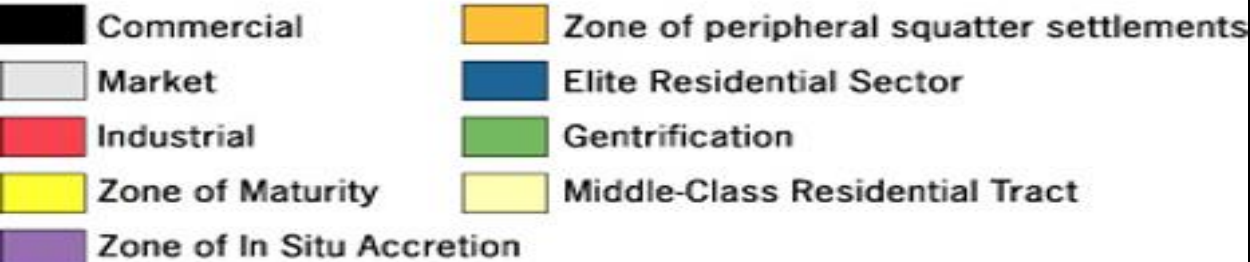 Commercial
Market
Industrial
Zone of Maturity
Zone of In Situ Accretion
Zone of peripheral squatter settlements
Elite Residential Sector
Gentrification
Middle-Class Residential Tract